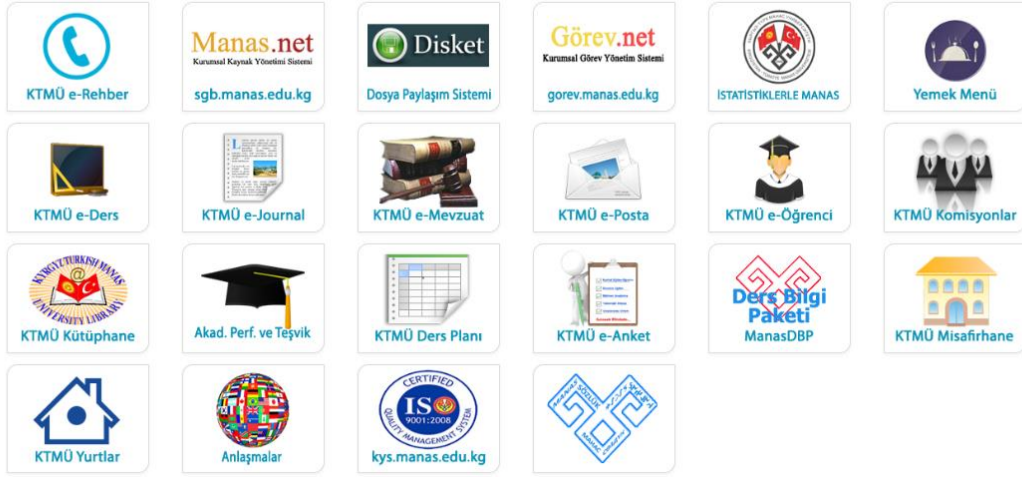 Manas.net
Kurumsal Kaynak Yönetimi Sistemi
Disket
Görev.net
Kurumsal Görev Yönetim Sistemi
KTMÜ e-Rehber
sgb.manas.edu.kg
Dosya Paylaşım Sistemi
gorev.manas.edu.kg
İSTATİSTİKLERLE MANAS
Yemek Menü
KTMÜ e-Ders
KTMÜ e-Journal
KTMÜ e-Mevzuat
KTMÜ e-Posta
KTMÜ e-Öğrenci
KTMÜ Komisyonlar
KYRGYZ TURKISH MANAS
@
UNIVERSITY LIBRARY
Ders Bilgi
Paketi
KTMÜ Kütüphane
Akad. Perf. ve Teşvik
KTMÜ Ders Planı
KTMÜ e-Anket
ManasDBP
KTMÜ Misafirhane
CERTIFIED
ISO
9001:2008
QUALITY MANAGEMENT SYSTEM
MANAS SÖZLÜK
KTMÜ Yurtlar
Anlaşmalar
kys.manas.edu.kg